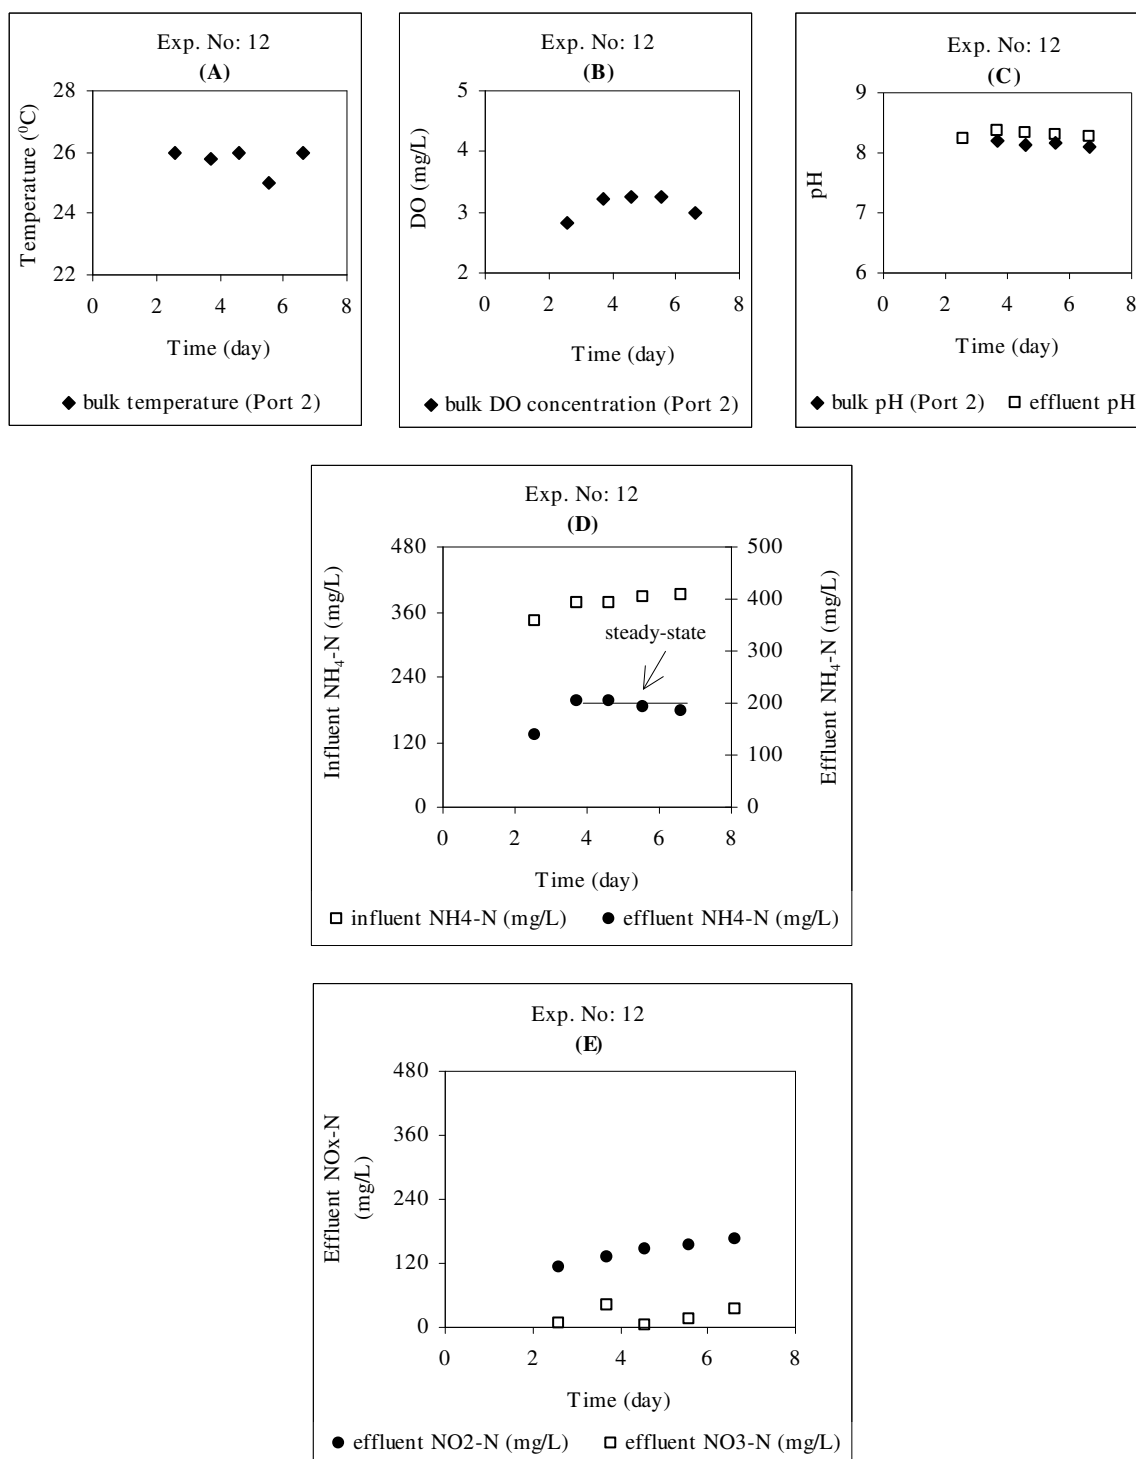 Exp. No: 12
(A)
Temperature (⁰C)
28
26
24
22
0 2 4 6 8
Time (day)
◆ bulk temperature (Port 2)
Exp. No: 12
(B)
DO (mg/L)
5
4
3
2
0 2 4 6 8
Time (day)
◆ bulk DO concentration (Port 2)
Exp. No: 12
(C)
pH
9
8
7
6
0 2 4 6 8
Time (day)
◆ bulk pH (Port 2) □ effluent pH
Exp. No: 12
(D)
Influent NH₄-N (mg/L)
480
360
240
120
0
steady-state
500
400
300
200
100
0
Effluent NH₄-N (mg/L)
0 2 4 6 8
Time (day)
□ influent NH4-N (mg/L) ● effluent NH4-N (mg/L)
Exp. No: 12
(E)
Effluent NOx-N
(mg/L)
480
360
240
120
0
0 2 4 6 8
Time (day)
● effluent NO2-N (mg/L) □ effluent NO3-N (mg/L)